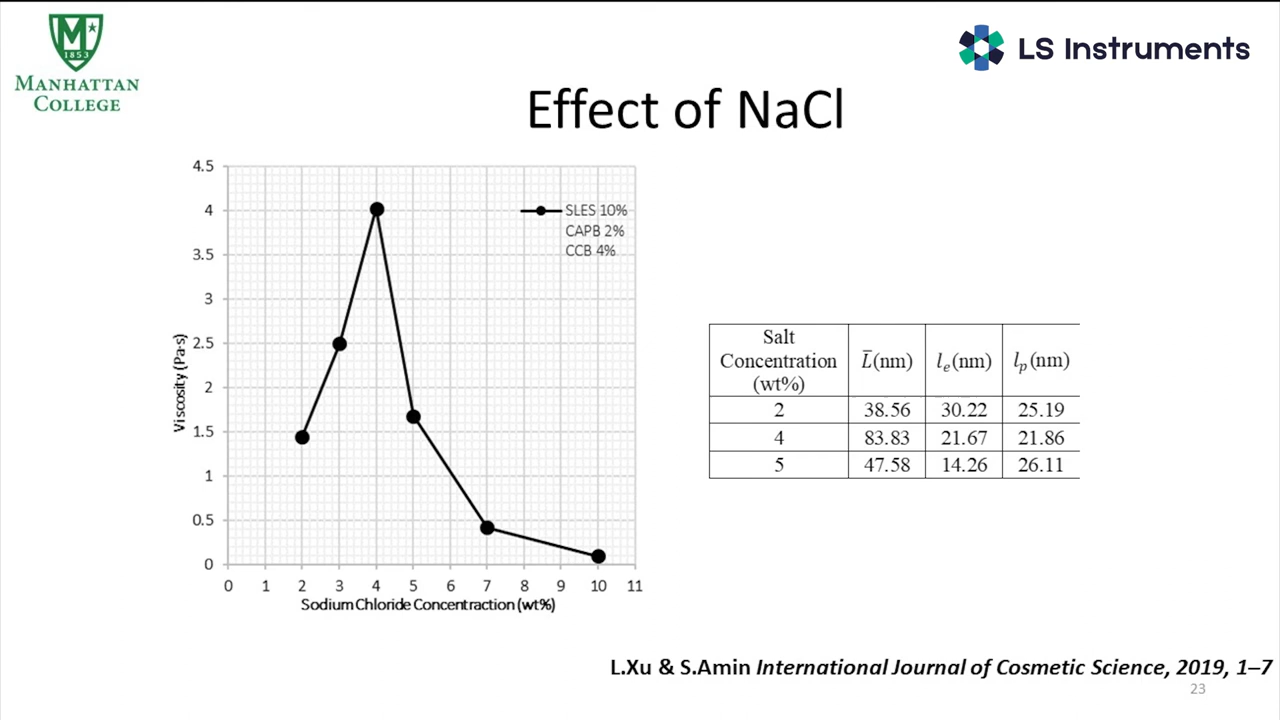 M
1853
MANHATTAN
COLLEGE
LS Instruments
Effect of NaCl
4.5
4
3.5
3
2.5
2
1.5
1
0.5
0
Viscosity (Pa·s)
SLES 10%
CAPB 2%
CCB 4%
0 1 2 3 4 5 6 7 8 9 10 11
Sodium Chloride Concentraction (wt%)
Salt
Concentration
(wt%)
L̅(nm) lₑ(nm) lₚ(nm)
2 38.56 30.22 25.19
4 83.83 21.67 21.86
5 47.58 14.26 26.11
L.Xu & S.Amin International Journal of Cosmetic Science, 2019, 1–7
23